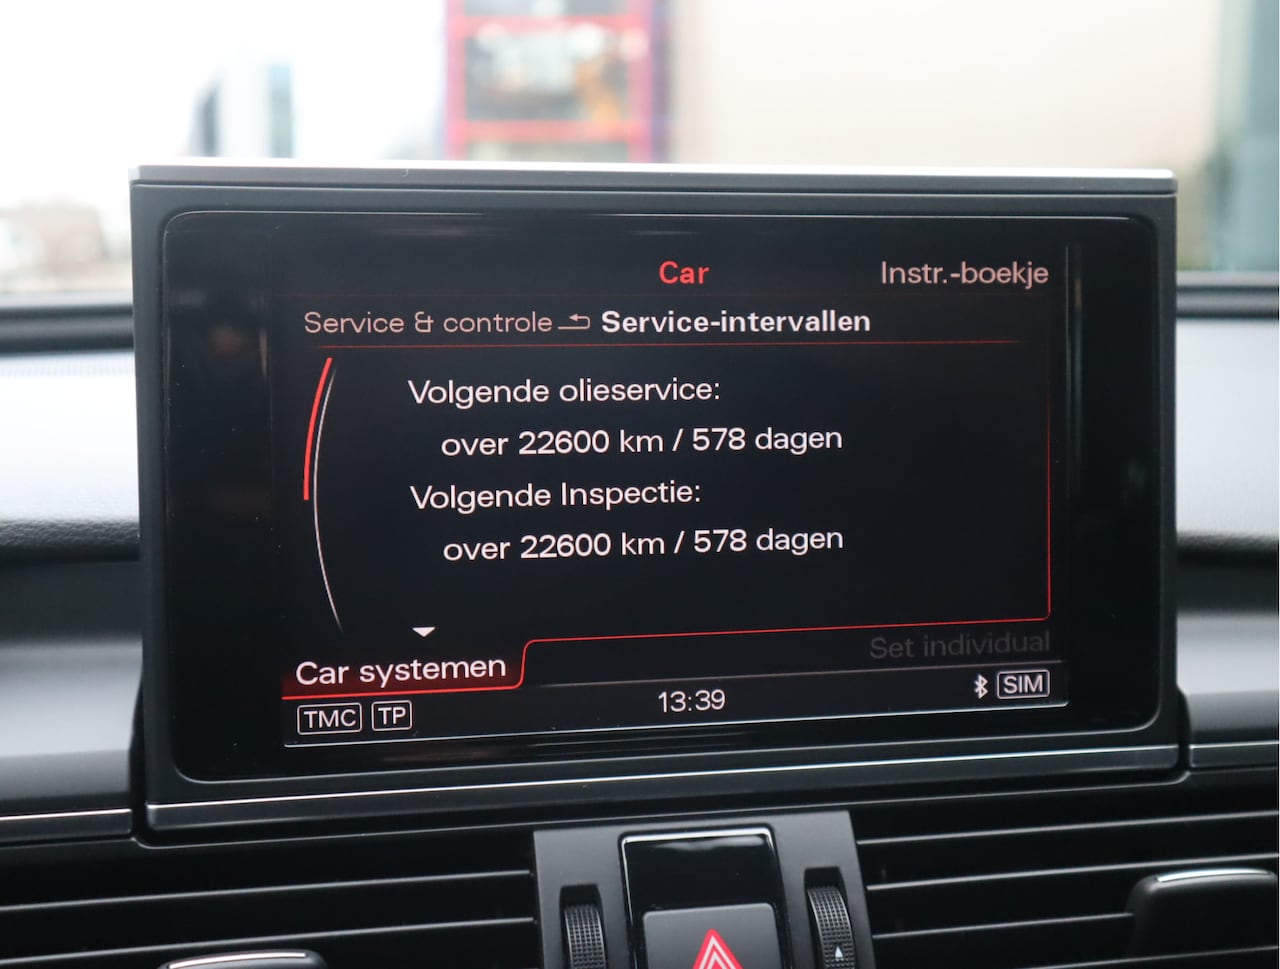 Car Instr.-boekje
Service & controle Service-intervallen
Volgende olieservice:
over 22600 km / 578 dagen
Volgende Inspectie:
over 22600 km / 578 dagen
Set individual
Car systemen
TMC TP 13:39 SIM